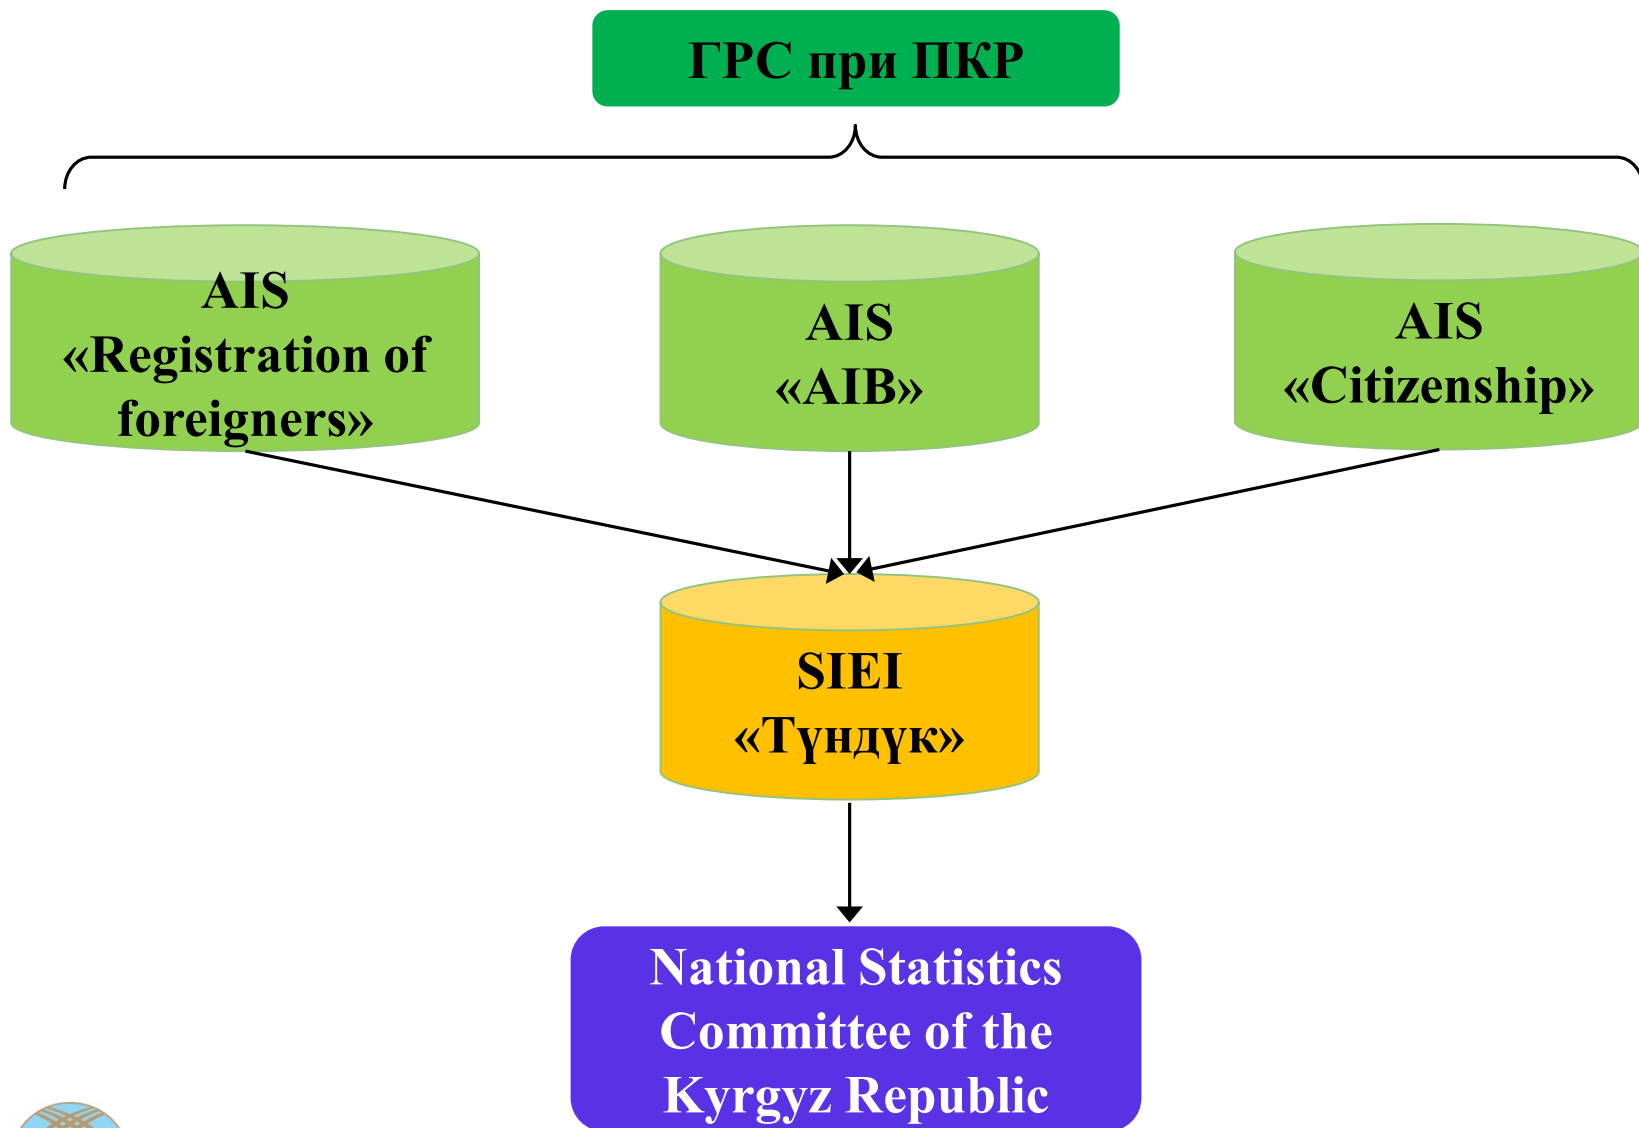 ГРС при ПКР
AIS
«Registration of
foreigners»
AIS
«AIB»
AIS
«Citizenship»
SIEI
«Түндүк»
National Statistics
Committee of the
Kyrgyz Republic